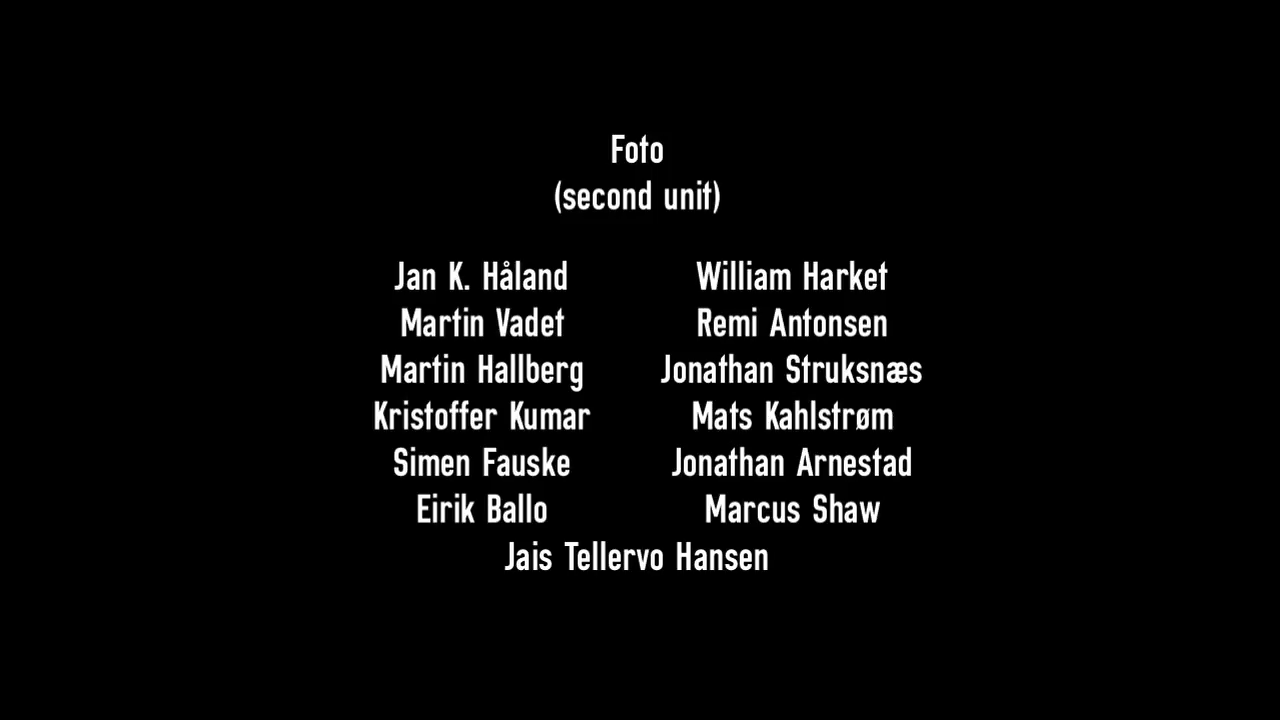 Foto
(second unit)
Jan K. Håland William Harket
Martin Vadet Remi Antonsen
Martin Hallberg Jonathan Struksnæs
Kristoffer Kumar Mats Kahlstrøm
Simen Fauske Jonathan Arnestad
Eirik Ballo Marcus Shaw
Jais Tellervo Hansen